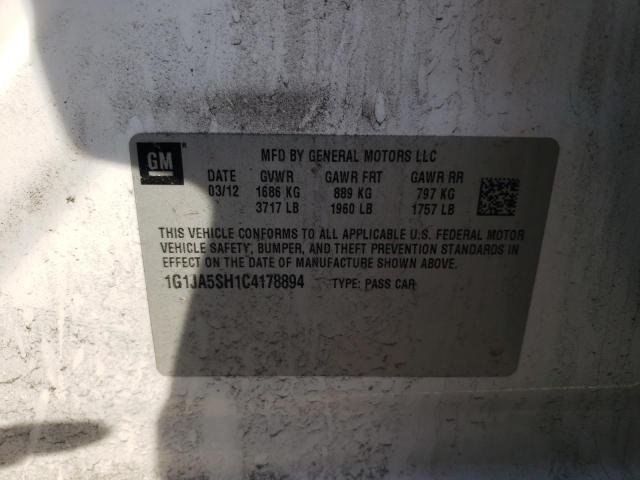 GM ®
MFD BY GENERAL MOTORS LLC
DATE GVWR GAWR FRT GAWR RR
03/12 1686 KG 889 KG 797 KG
3717 LB 1960 LB 1757 LB
THIS VEHICLE CONFORMS TO ALL APPLICABLE U.S. FEDERAL MOTOR
VEHICLE SAFETY, BUMPER, AND THEFT PREVENTION STANDARDS IN
EFFECT ON THE DATE OF MANUFACTURE SHOWN ABOVE.
1G1JA5SH1C4178894 TYPE: PASS CAR